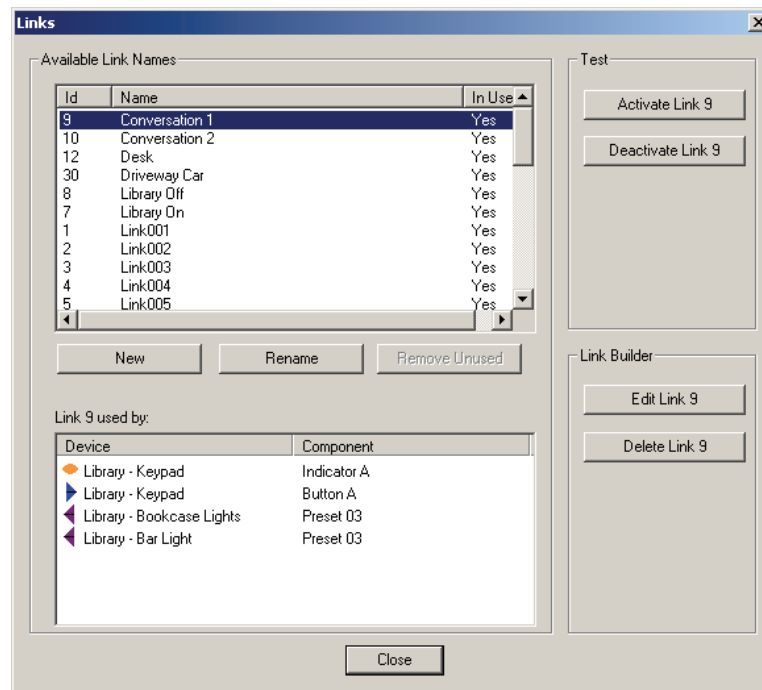 Links
Available Link Names
Id Name In Use
9 Conversation 1 Yes
10 Conversation 2 Yes
12 Desk Yes
30 Driveway Car Yes
8 Library Off Yes
7 Library On Yes
1 Link001 Yes
2 Link002 Yes
3 Link003 Yes
4 Link004 Yes
5 Link005 Yes
New Rename Remove Unused
Link 9 used by:
Device Component
Library - Keypad Indicator A
Library - Keypad Button A
Library - Bookcase Lights Preset 03
Library - Bar Light Preset 03
Test
Activate Link 9
Deactivate Link 9
Link Builder
Edit Link 9
Delete Link 9
Close